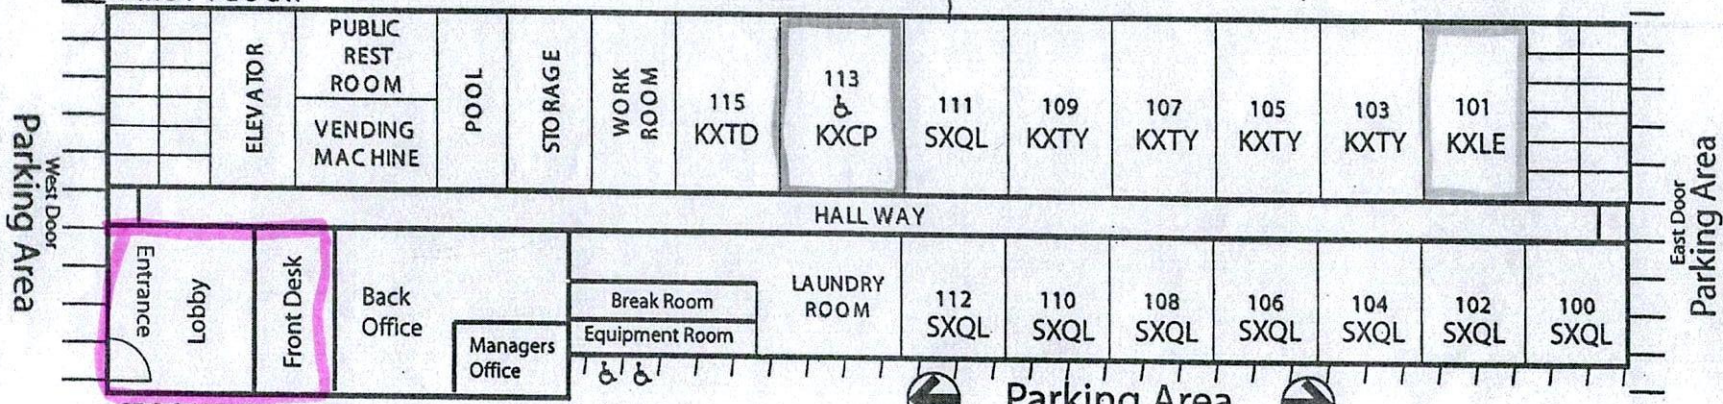 ELEVATOR
PUBLIC
REST
ROOM
VENDING
MACHINE
POOL
STORAGE
WORK
ROOM
115
KXTD
113
KXCP
111
SXQL
109
KXTY
107
KXTY
105
KXTY
103
KXTY
101
KXLE
West Door
Parking Area
HALL WAY
East Door
Parking Area
Entrance
Lobby
Front Desk
Back
Office
Managers
Office
Break Room
Equipment Room
LAUNDRY
ROOM
112
SXQL
110
SXQL
108
SXQL
106
SXQL
104
SXQL
102
SXQL
100
SXQL
Parking Area